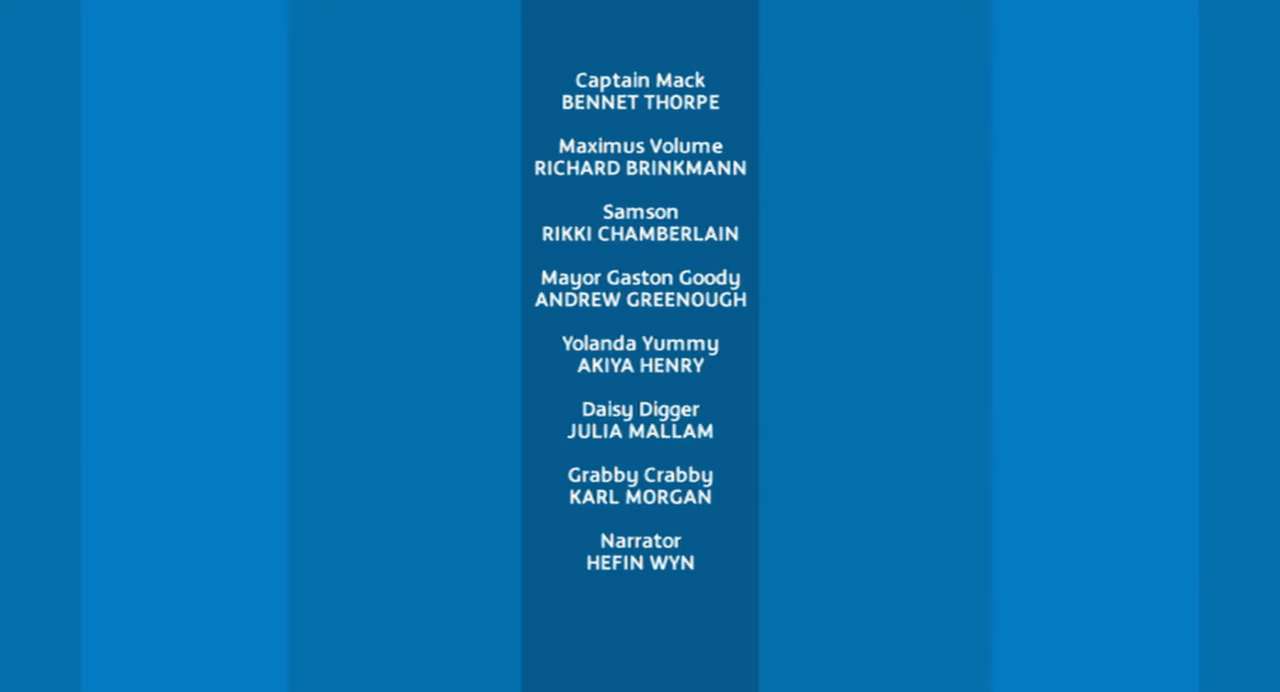 Captain Mack
BENNET THORPE
Maximus Volume
RICHARD BRINKMANN
Samson
RIKKI CHAMBERLAIN
Mayor Gaston Goody
ANDREW GREENOUGH
Yolanda Yummy
AKIYA HENRY
Daisy Digger
JULIA MALLAM
Grabby Crabby
KARL MORGAN
Narrator
HEFIN WYN